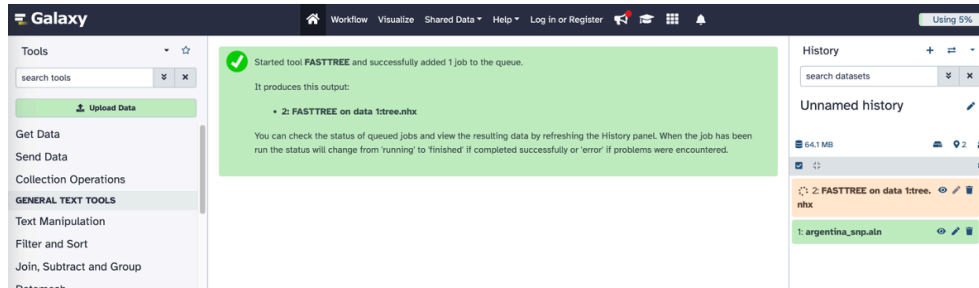 Galaxy
Workflow Visualize Shared Data Help Log in or Register
Using 5%
Tools
search tools
Upload Data
Get Data
Send Data
Collection Operations
GENERAL TEXT TOOLS
Text Manipulation
Filter and Sort
Join, Subtract and Group
Datamash
Started tool FASTTREE and successfully added 1 job to the queue.
It produces this output:
• 2: FASTTREE on data 1:tree.nhx
You can check the status of queued jobs and view the resulting data by refreshing the History panel. When the job has been
run the status will change from 'running' to 'finished' if completed successfully or 'error' if problems were encountered.
History
search datasets
Unnamed history
64.1 MB
2
2: FASTTREE on data 1:tree.
nhx
1: argentina_snp.aln